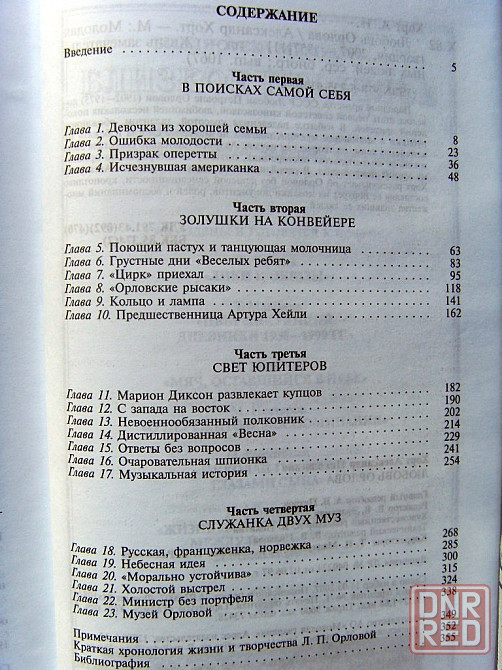 СОДЕРЖАНИЕ
Введение 5
Часть первая
В ПОИСКАХ САМОЙ СЕБЯ
Глава 1. Девочка из хорошей семьи 8
Глава 2. Ошибка молодости 23
Глава 3. Призрак оперетты 36
Глава 4. Исчезнувшая американка 48
Часть вторая
ЗОЛУШКИ НА КОНВЕЙЕРЕ
Глава 5. Поющий пастух и танцующая молочница 63
Глава 6. Грустные дни «Веселых ребят» 83
Глава 7. «Цирк» приехал 95
Глава 8. «Орловские рысаки» 118
Глава 9. Кольцо и лампа 141
Глава 10. Предшественница Артура Хейли 162
Часть третья
СВЕТ ЮПИТЕРОВ
Глава 11. Марион Диксон развлекает купцов 182
Глава 12. С запада на восток 190
Глава 13. Невоеннообязанный полковник 202
Глава 14. Дистиллированная «Весна» 214
Глава 15. Ответы без вопросов 229
Глава 16. Очаровательная шпионка 241
Глава 17. Музыкальная история 254
Часть четвертая
СЛУЖАНКА ДВУХ МУЗ
Глава 18. Русская, француженка, норвежка 268
Глава 19. Небесная идея 285
Глава 20. «Морально устойчива» 300
Глава 21. Холостой выстрел 315
Глава 22. Министр без портфеля 324
Глава 23. Музей Орловой 338
Примечания 349
Краткая хронология жизни и творчества Л. П. Орловой 352
Библиография 365
DNR
RED